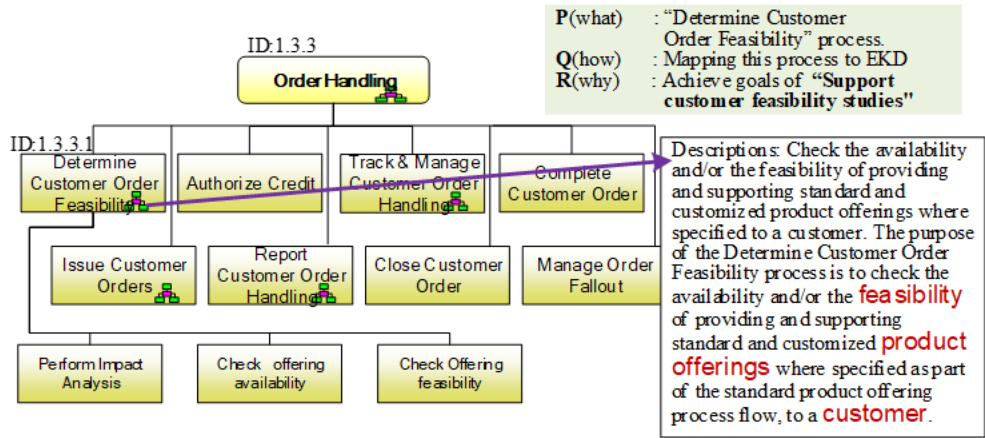 P(what) : “Determine Customer
Order Feasibility” process.
Q(how) : Mapping this process to EKD
R(why) : Achieve goals of “Support
customer feasibility studies"
ID:1.3.3
Order Handling
ID:1.3.3.1
Determine
Customer Order
Feasibility
Authorize Credit
Track & Manage
Customer Order
Handling
Complete
Customer Order
Issue Customer
Orders
Report
Customer Order
Handling
Close Customer
Order
Manage Order
Fallout
Perform Impact
Analysis
Check offering
availability
Check Offering
feasibility
Descriptions: Check the availability
and/or the feasibility of providing
and supporting standard and
customized product offerings where
specified to a customer. The purpose
of the Determine Customer Order
Feasibility process is to check the
availability and/or the feasibility
of providing and supporting
standard and customized product
offerings where specified as part
of the standard product offering
process flow, to a customer.